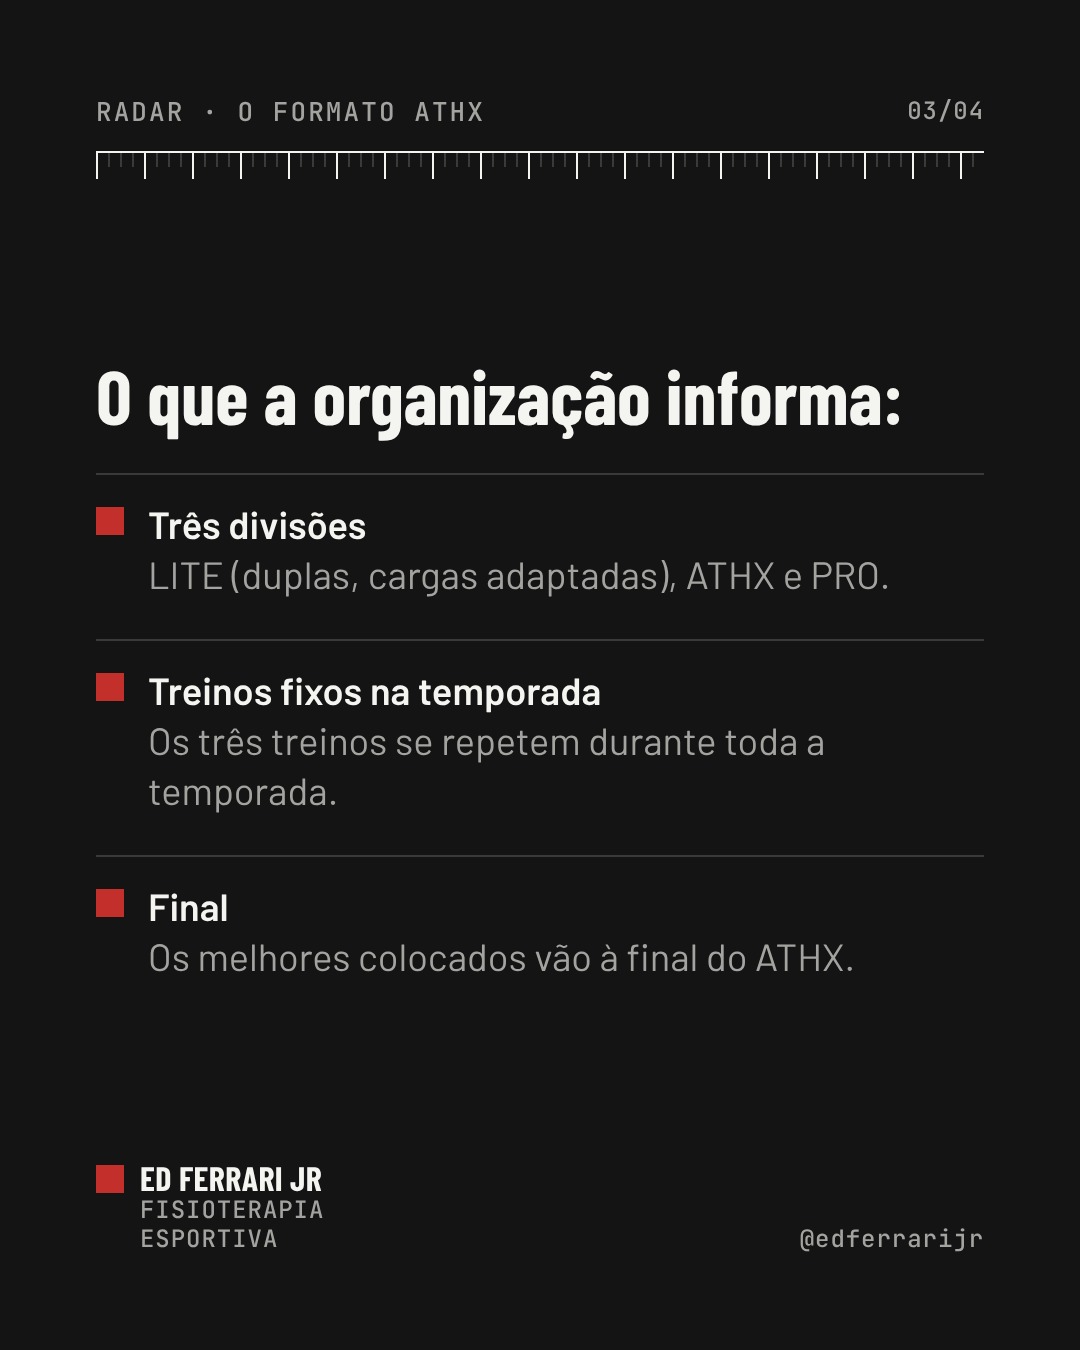 RADAR · O FORMATO ATHX
03/04
O que a organização informa:
Três divisões
LITE (duplas, cargas adaptadas), ATHX e PRO.
Treinos fixos na temporada
Os três treinos se repetem durante toda a
temporada.
Final
Os melhores colocados vão à final do ATHX.
ED FERRARI JR
FISIOTERAPIA
ESPORTIVA
@edferrarijr